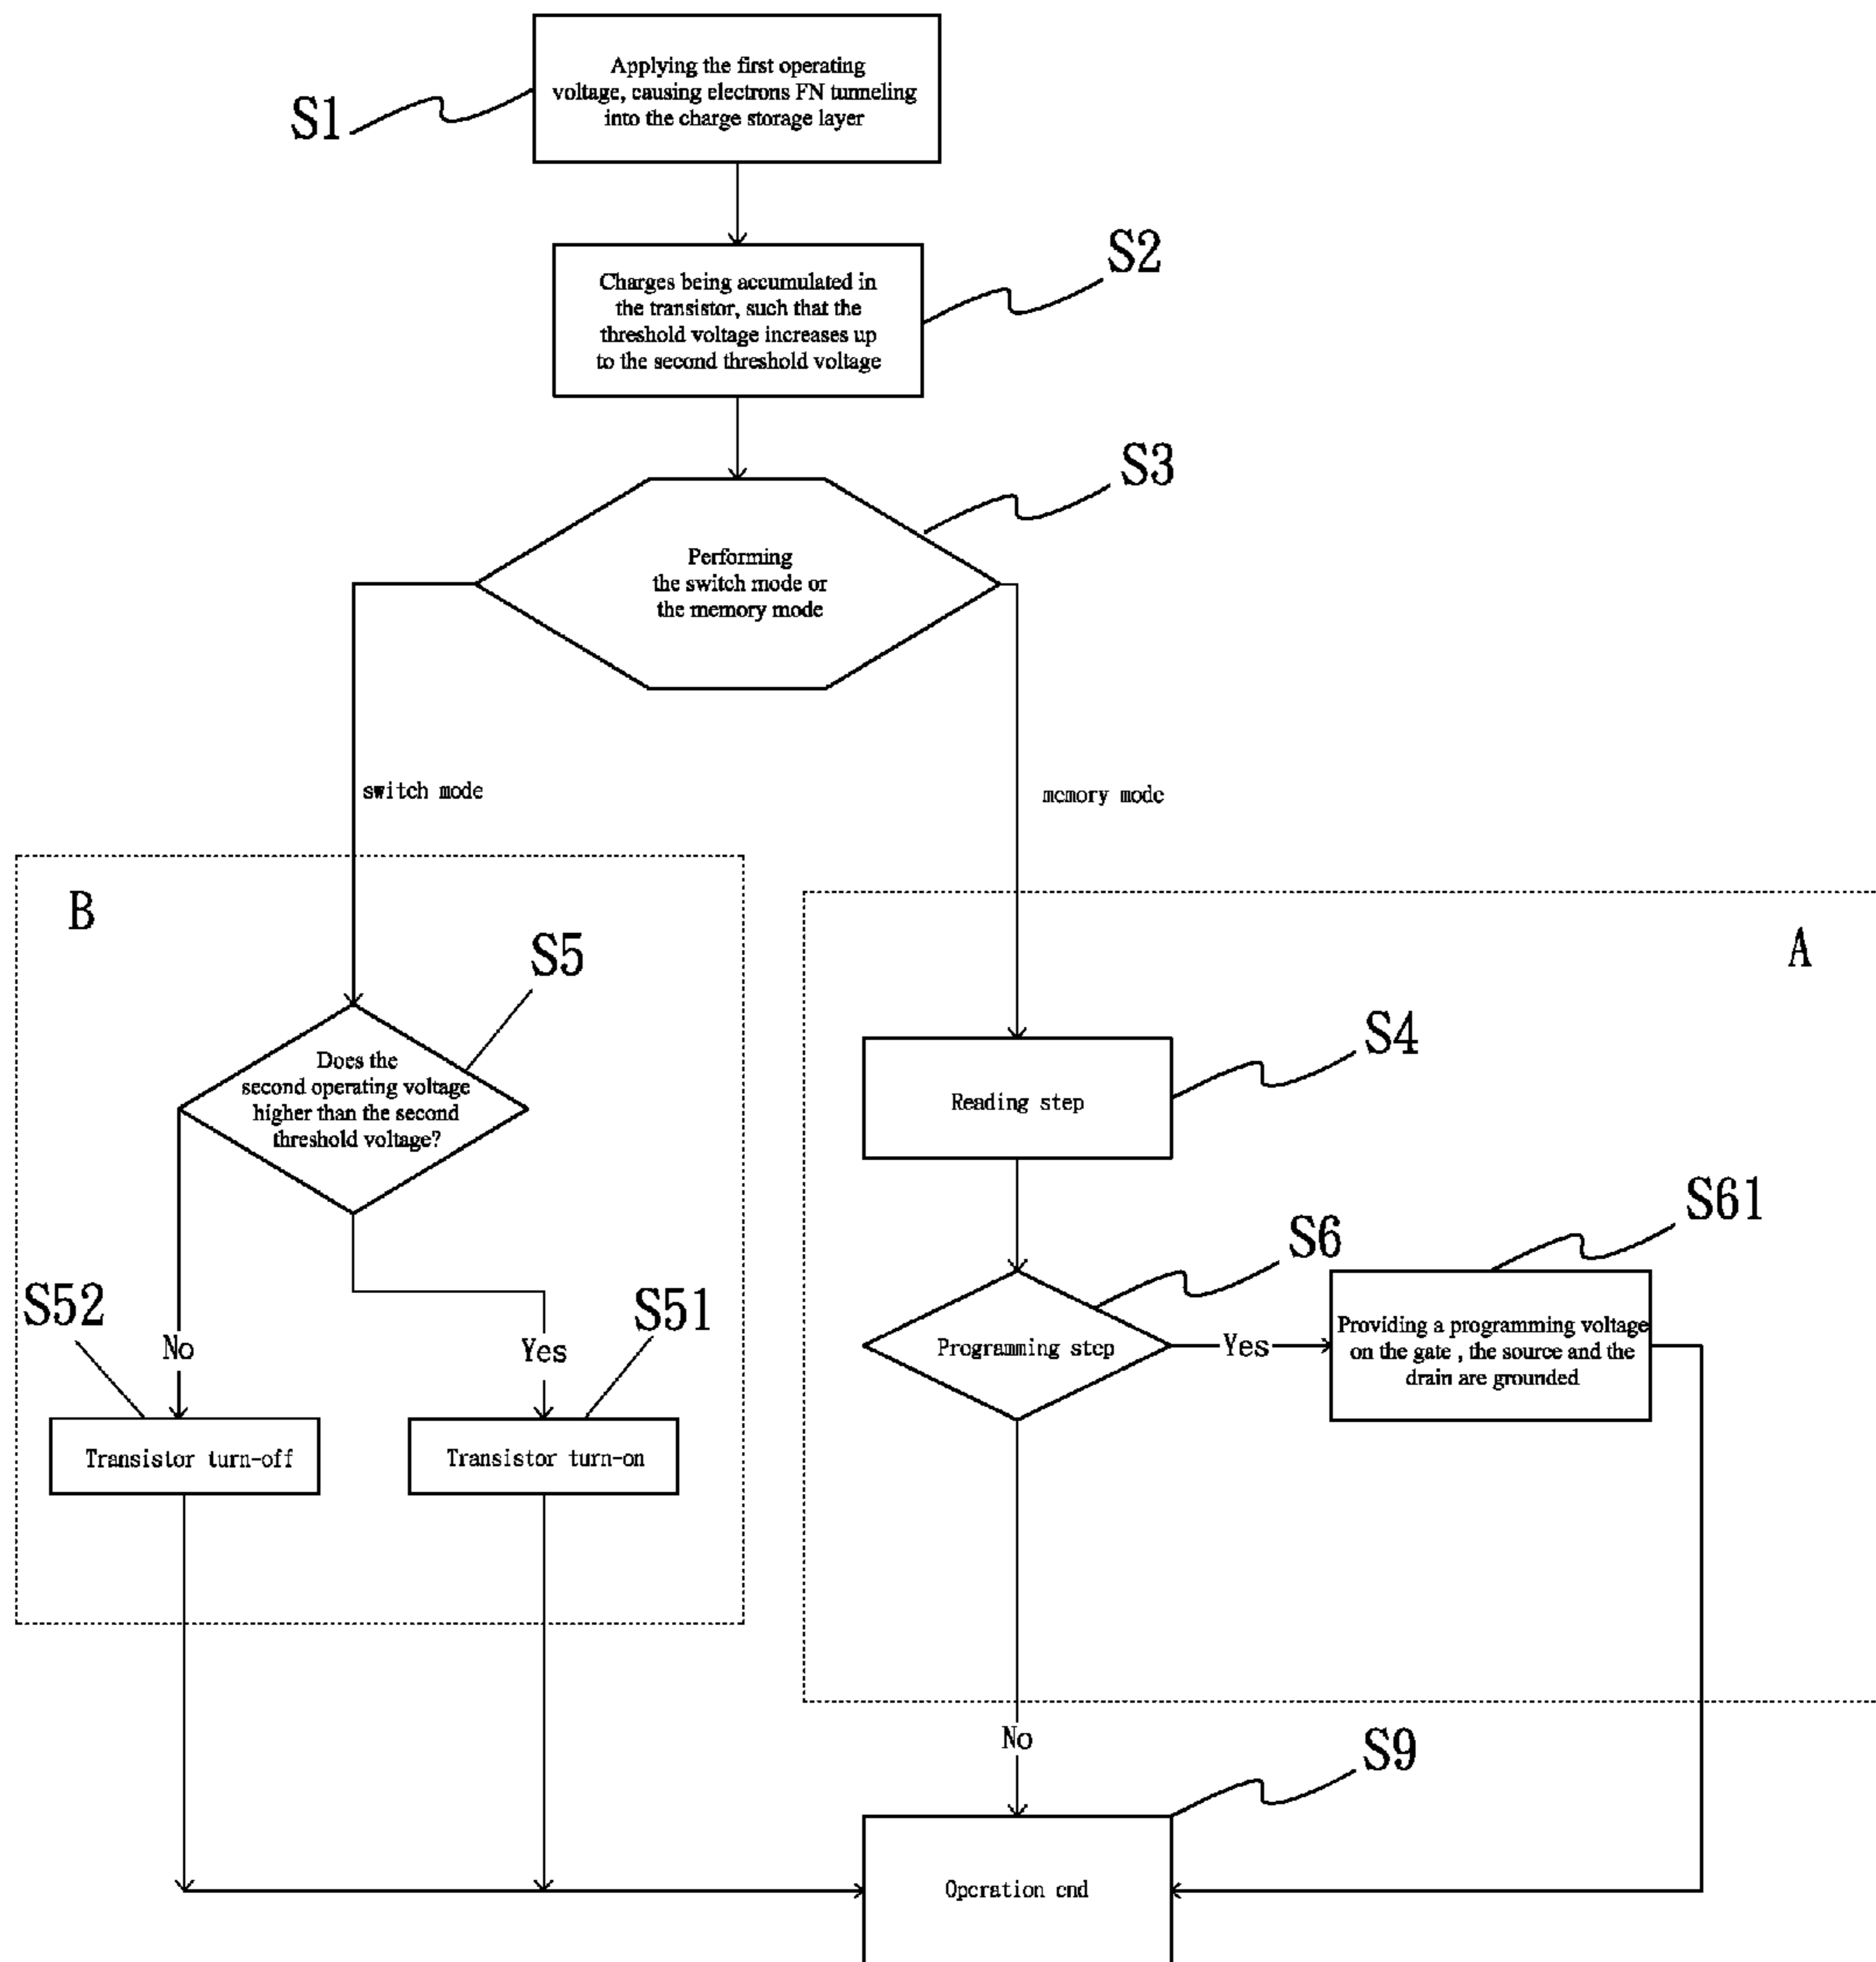 Applying the first operating
voltage, causing electrons FN tunneling
into the charge storage layer
S1
S2
Charges being accumulated in
the transistor, such that the
threshold voltage increases up
to the second threshold voltage
S3
Performing
the switch mode or
the memory mode
switch mode
memory mode
B
A
S5
Does the
second operating voltage
higher than the second
threshold voltage?
S4
Reading step
S61
S6
Programming step
Yes
Providing a programming voltage
on the gate , the source and the
drain are grounded
S52
S51
No
Yes
Transistor turn-off
Transistor turn-on
No
S9
Operation end